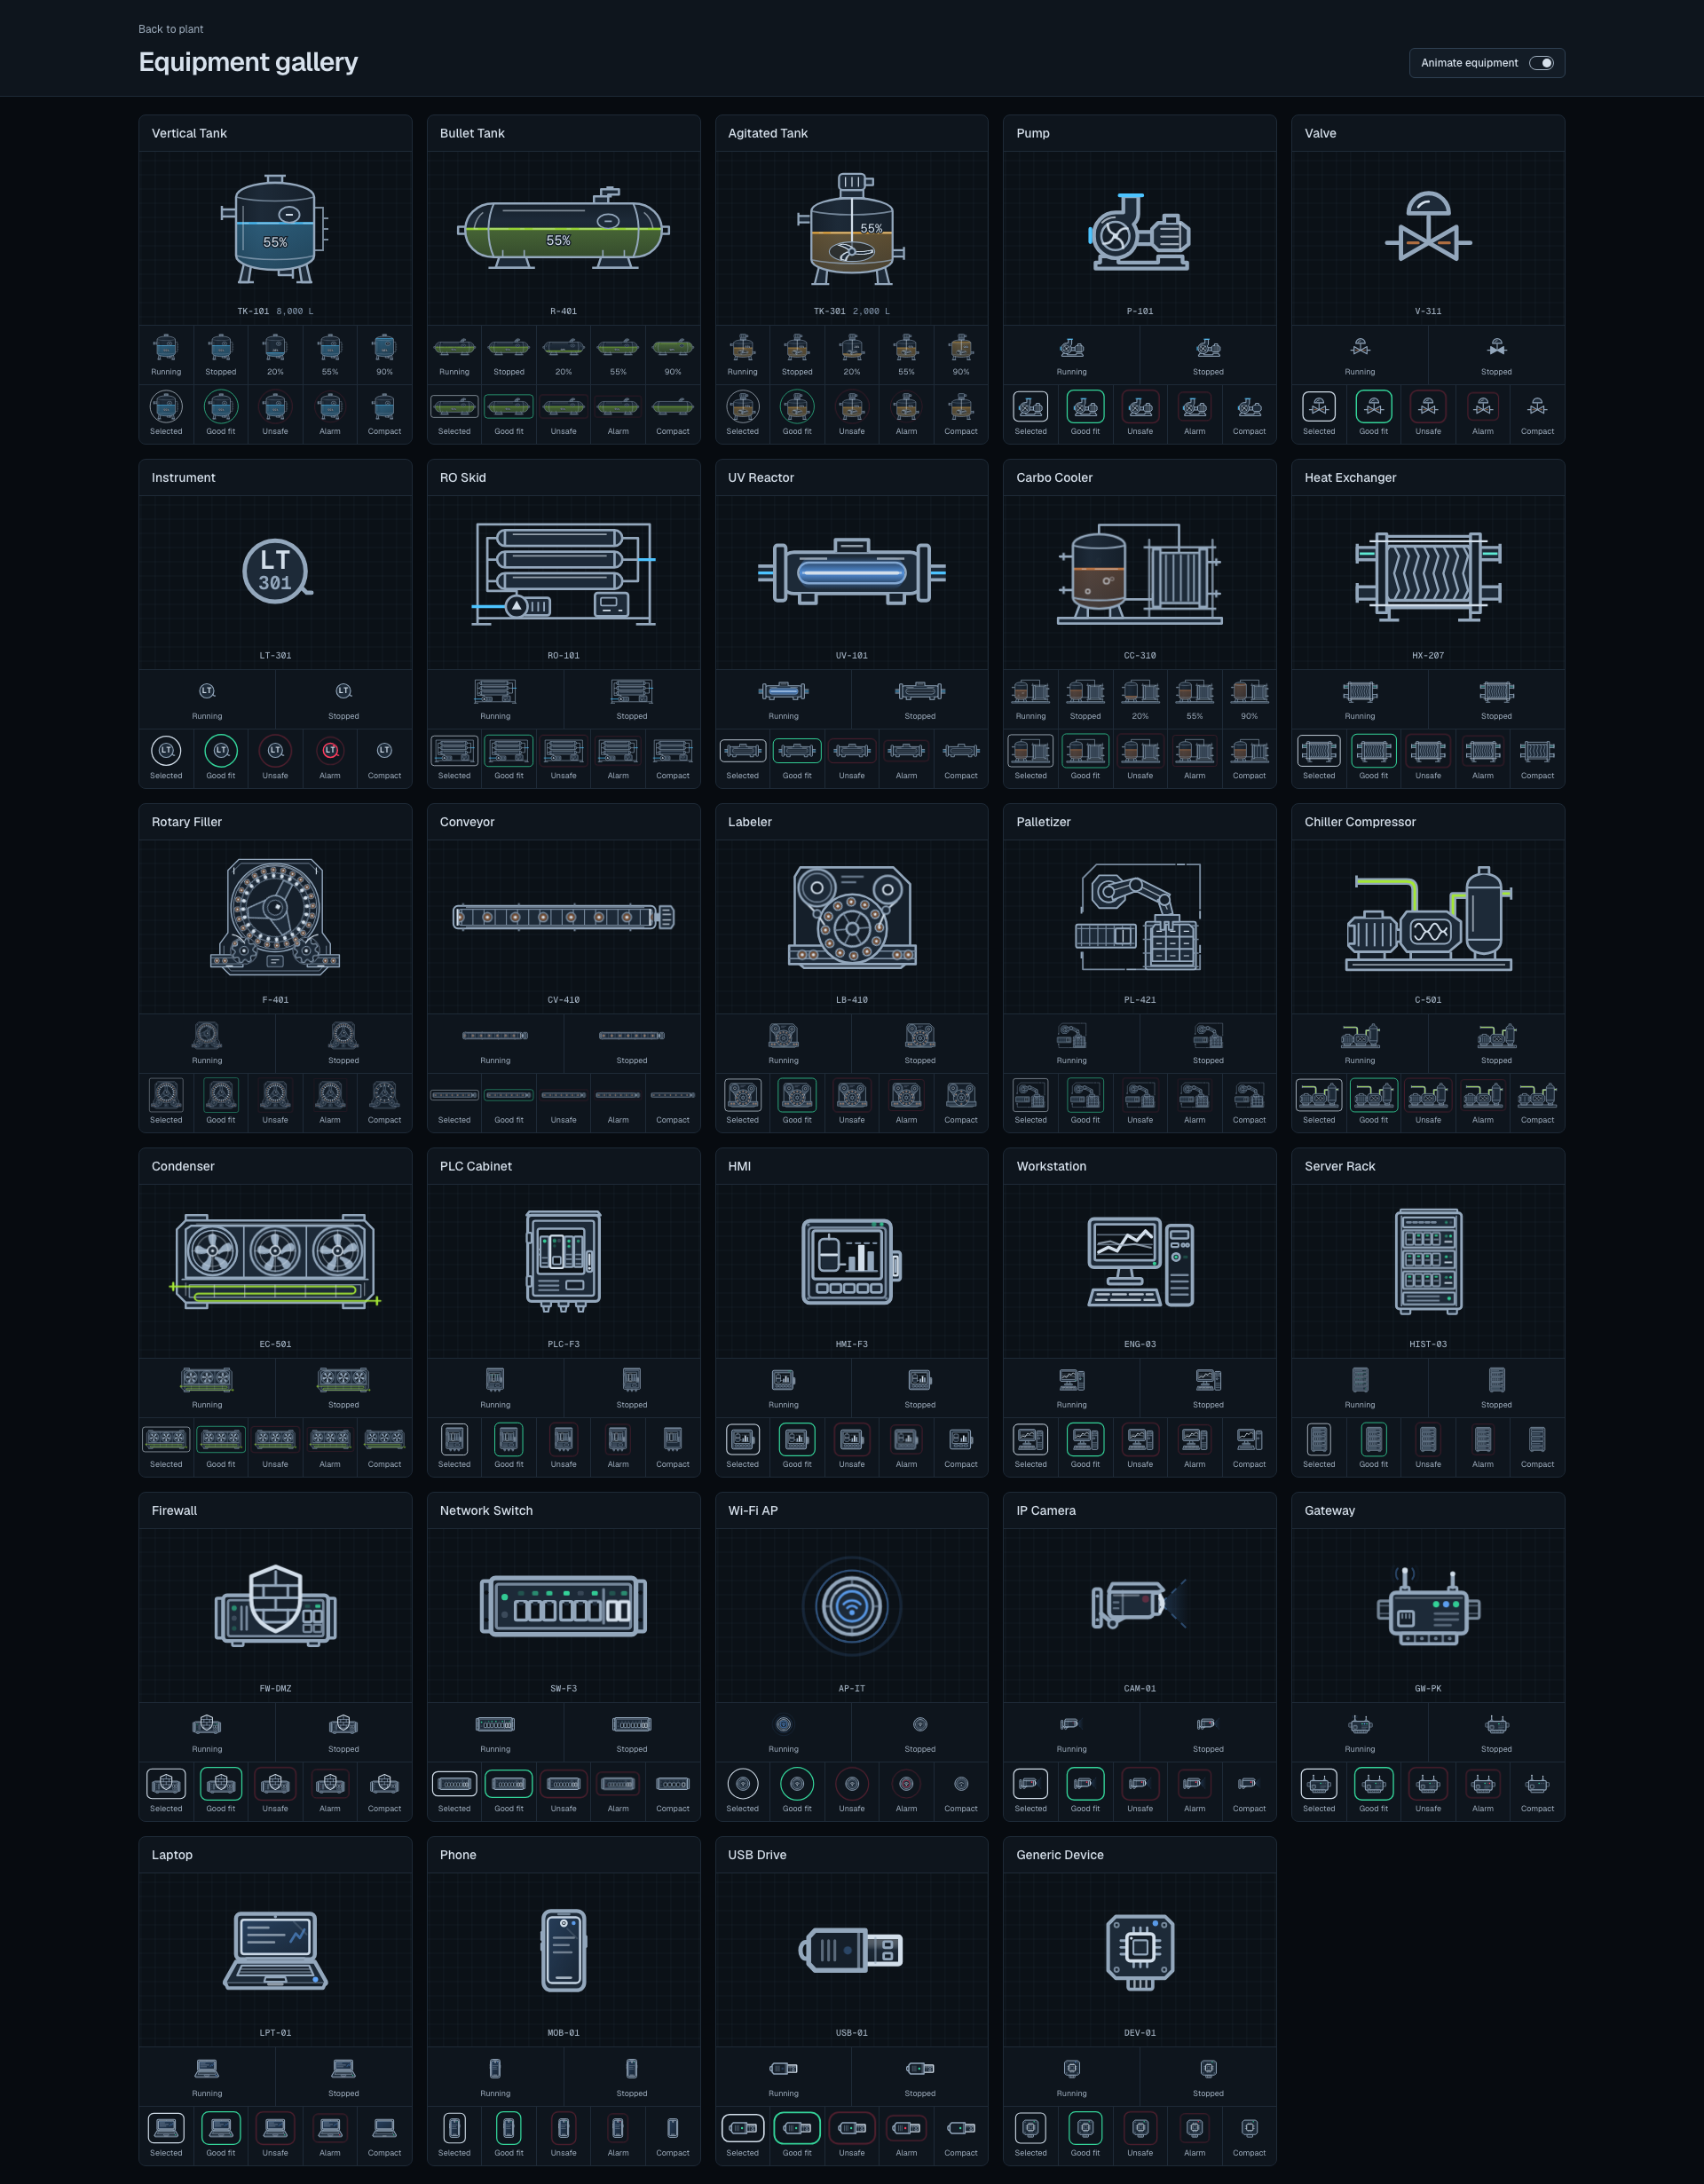 Back to plant
Equipment gallery
Animate equipment
Vertical Tank
55%
TK-101 8,000 L
Running Stopped 20% 55% 90%
Selected Good fit Unsafe Alarm Compact
Bullet Tank
55%
R-401
Running Stopped 20% 55% 90%
Selected Good fit Unsafe Alarm Compact
Agitated Tank
55%
TK-301 2,000 L
Running Stopped 20% 55% 90%
Selected Good fit Unsafe Alarm Compact
Pump
P-101
Running Stopped
Selected Good fit Unsafe Alarm Compact
Valve
V-311
Running Stopped
Selected Good fit Unsafe Alarm Compact
Instrument
LT
301
LT-301
LT LT
Running Stopped
LT LT LT LT LT
Selected Good fit Unsafe Alarm Compact
RO Skid
RO-101
Running Stopped
Selected Good fit Unsafe Alarm Compact
UV Reactor
UV-101
Running Stopped
Selected Good fit Unsafe Alarm Compact
Carbo Cooler
CC-310
Running Stopped 20% 55% 90%
Selected Good fit Unsafe Alarm Compact
Heat Exchanger
HX-207
Running Stopped
Selected Good fit Unsafe Alarm Compact
Rotary Filler
F-401
Running Stopped
Selected Good fit Unsafe Alarm Compact
Conveyor
CV-410
Running Stopped
Selected Good fit Unsafe Alarm Compact
Labeler
LB-410
Running Stopped
Selected Good fit Unsafe Alarm Compact
Palletizer
PL-421
Running Stopped
Selected Good fit Unsafe Alarm Compact
Chiller Compressor
C-501
Running Stopped
Selected Good fit Unsafe Alarm Compact
Condenser
EC-501
Running Stopped
Selected Good fit Unsafe Alarm Compact
PLC Cabinet
PLC-F3
Running Stopped
Selected Good fit Unsafe Alarm Compact
HMI
HMI-F3
Running Stopped
Selected Good fit Unsafe Alarm Compact
Workstation
ENG-03
Running Stopped
Selected Good fit Unsafe Alarm Compact
Server Rack
HIST-03
Running Stopped
Selected Good fit Unsafe Alarm Compact
Firewall
FW-DMZ
Running Stopped
Selected Good fit Unsafe Alarm Compact
Network Switch
SW-F3
Running Stopped
Selected Good fit Unsafe Alarm Compact
Wi-Fi AP
AP-IT
Running Stopped
Selected Good fit Unsafe Alarm Compact
IP Camera
CAM-01
Running Stopped
Selected Good fit Unsafe Alarm Compact
Gateway
GW-PK
Running Stopped
Selected Good fit Unsafe Alarm Compact
Laptop
LPT-01
Running Stopped
Selected Good fit Unsafe Alarm Compact
Phone
MOB-01
Running Stopped
Selected Good fit Unsafe Alarm Compact
USB Drive
USB-01
Running Stopped
Selected Good fit Unsafe Alarm Compact
Generic Device
DEV-01
Running Stopped
Selected Good fit Unsafe Alarm Compact